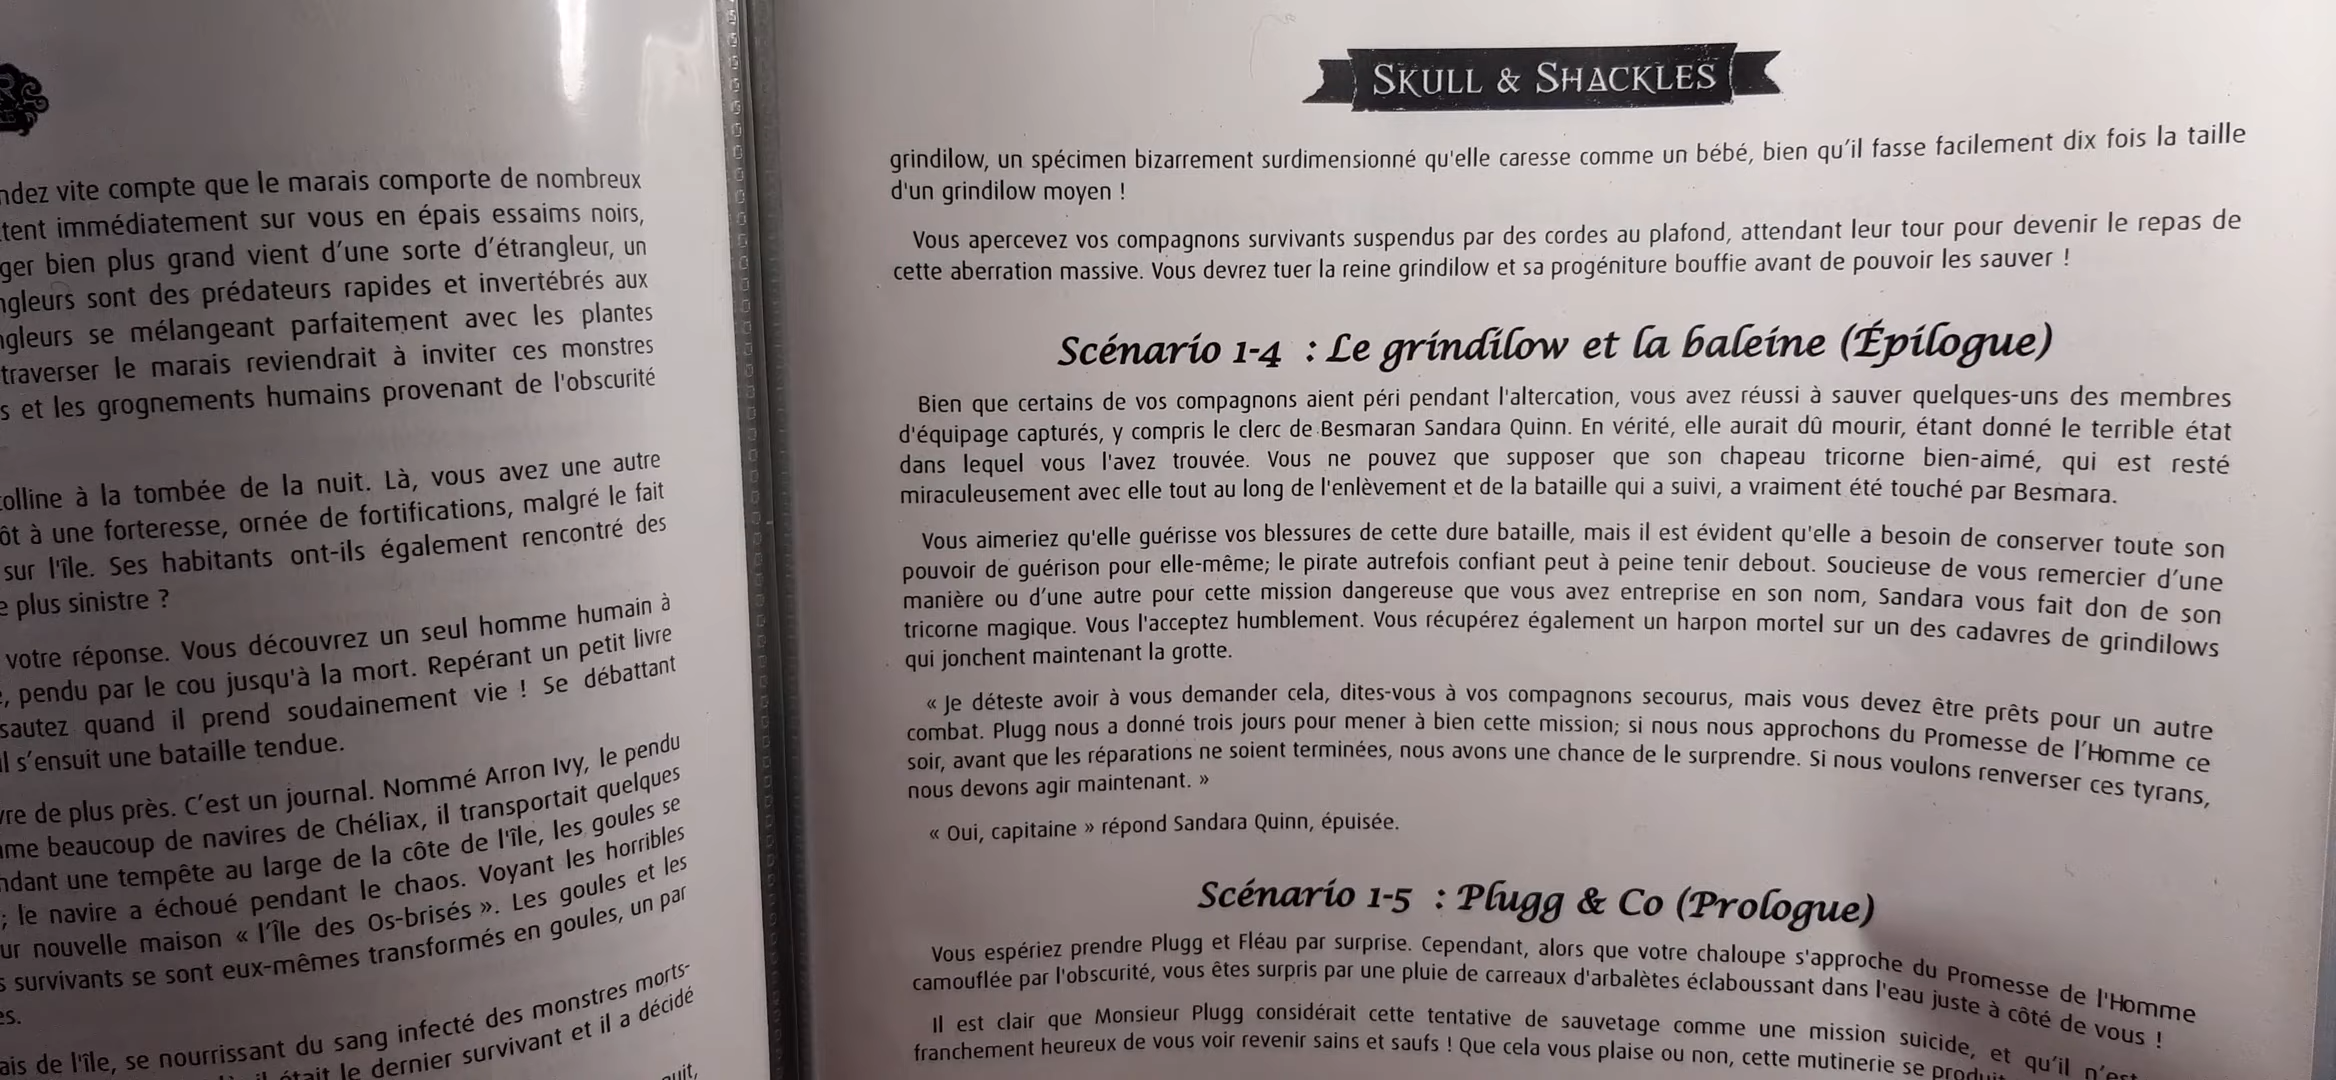 R
ndez vite compte que le marais comporte de nombreux
tent immédiatement sur vous en épais essaims noirs,
ger bien plus grand vient d’une sorte d’étrangleur, un
ngleurs sont des prédateurs rapides et invertébrés aux
ngleurs se mélangeant parfaitement avec les plantes
traverser le marais reviendrait à inviter ces monstres
s et les grognements humains provenant de l'obscurité
colline à la tombée de la nuit. Là, vous avez une autre
ôt à une forteresse, ornée de fortifications, malgré le fait
sur l'île. Ses habitants ont-ils également rencontré des
e plus sinistre ?
votre réponse. Vous découvrez un seul homme humain à
, pendu par le cou jusqu'à la mort. Repérant un petit livre
sautez quand il prend soudainement vie ! Se débattant
il s’ensuit une bataille tendue.
vre de plus près. C’est un journal. Nommé Arron Ivy, le pendu
me beaucoup de navires de Chéliax, il transportait quelques
ndant une tempête au large de la côte de l'île, les goules se
; le navire a échoué pendant le chaos. Voyant les horribles
ur nouvelle maison « l’île des Os-brisés ». Les goules et les
s survivants se sont eux-mêmes transformés en goules, un par
es.
ais de l'île, se nourrissant du sang infecté des monstres morts-
il était le dernier survivant et il a décidé
nuit,
SKULL & SHACKLES
grindilow, un spécimen bizarrement surdimensionné qu'elle caresse comme un bébé, bien qu’il fasse facilement dix fois la taille
d'un grindilow moyen !
Vous apercevez vos compagnons survivants suspendus par des cordes au plafond, attendant leur tour pour devenir le repas de
cette aberration massive. Vous devrez tuer la reine grindilow et sa progéniture bouffie avant de pouvoir les sauver !
Scénario 1-4 : Le grindilow et la baleine (Épilogue)
Bien que certains de vos compagnons aient péri pendant l'altercation, vous avez réussi à sauver quelques-uns des membres
d'équipage capturés, y compris le clerc de Besmaran Sandara Quinn. En vérité, elle aurait dû mourir, étant donné le terrible état
dans lequel vous l'avez trouvée. Vous ne pouvez que supposer que son chapeau tricorne bien-aimé, qui est resté
miraculeusement avec elle tout au long de l'enlèvement et de la bataille qui a suivi, a vraiment été touché par Besmara.
Vous aimeriez qu'elle guérisse vos blessures de cette dure bataille, mais il est évident qu'elle a besoin de conserver toute son
pouvoir de guérison pour elle-même; le pirate autrefois confiant peut à peine tenir debout. Soucieuse de vous remercier d’une
manière ou d’une autre pour cette mission dangereuse que vous avez entreprise en son nom, Sandara vous fait don de son
tricorne magique. Vous l'acceptez humblement. Vous récupérez également un harpon mortel sur un des cadavres de grindilows
qui jonchent maintenant la grotte.
« Je déteste avoir à vous demander cela, dites-vous à vos compagnons secourus, mais vous devez être prêts pour un autre
combat. Plugg nous a donné trois jours pour mener à bien cette mission; si nous nous approchons du Promesse de l’Homme ce
soir, avant que les réparations ne soient terminées, nous avons une chance de le surprendre. Si nous voulons renverser ces tyrans,
nous devons agir maintenant. »
« Oui, capitaine » répond Sandara Quinn, épuisée.
Scénario 1-5 : Plugg & Co (Prologue)
Vous espériez prendre Plugg et Fléau par surprise. Cependant, alors que votre chaloupe s'approche du Promesse de l'Homme
camouflée par l'obscurité, vous êtes surpris par une pluie de carreaux d'arbalètes éclaboussant dans l'eau juste à côté de vous !
Il est clair que Monsieur Plugg considérait cette tentative de sauvetage comme une mission suicide, et qu’il n’est
franchement heureux de vous voir revenir sains et saufs ! Que cela vous plaise ou non, cette mutinerie se produit